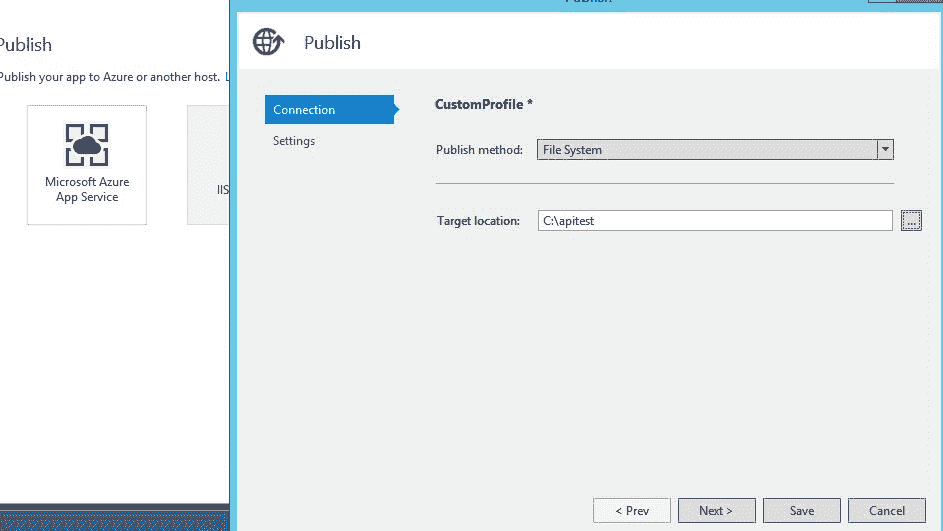 Publish
Publish your app to Azure or another host.
Microsoft Azure
App Service
IIS
Publish
Connection
Settings
CustomProfile *
Publish method:
File System
Target location:
C:\apitest
...
< Prev
Next >
Save
Cancel